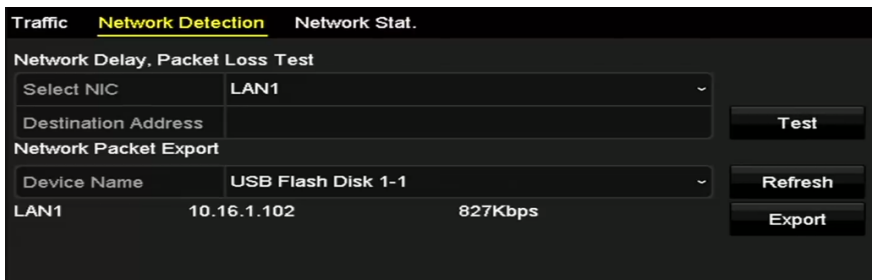 Traffic Network Detection Network Stat.
Network Delay, Packet Loss Test
Select NIC LAN1
Destination Address Test
Network Packet Export
Device Name USB Flash Disk 1-1 Refresh
LAN1 10.16.1.102 827Kbps Export